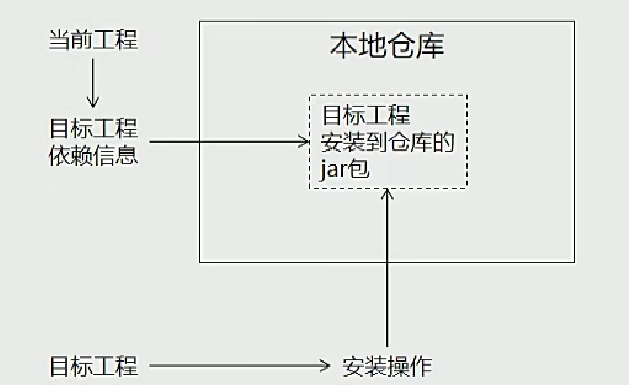 当前工程
本地仓库
目标工程
安装到仓库的
jar包
目标工程
依赖信息
目标工程
安装操作